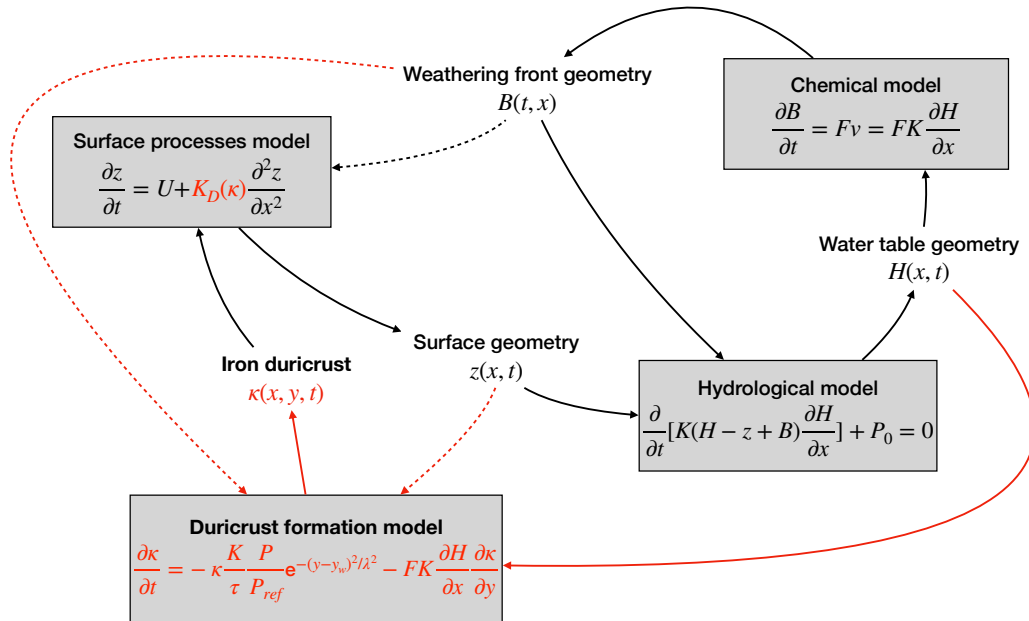 Weathering front geometry
B(t, x)
Chemical model
∂B/∂t = Fv = FK ∂H/∂x
Surface processes model
∂z/∂t = U+K_D(κ) ∂²z/∂x²
Water table geometry
H(x, t)
Surface geometry
z(x, t)
Iron duricrust
κ(x, y, t)
Hydrological model
∂/∂t[K(H − z + B) ∂H/∂x] + P₀ = 0
Duricrust formation model
∂κ/∂t = − κ K/τ P/P_ref e^−(y−y_w)²/λ² − FK ∂H/∂x ∂κ/∂y